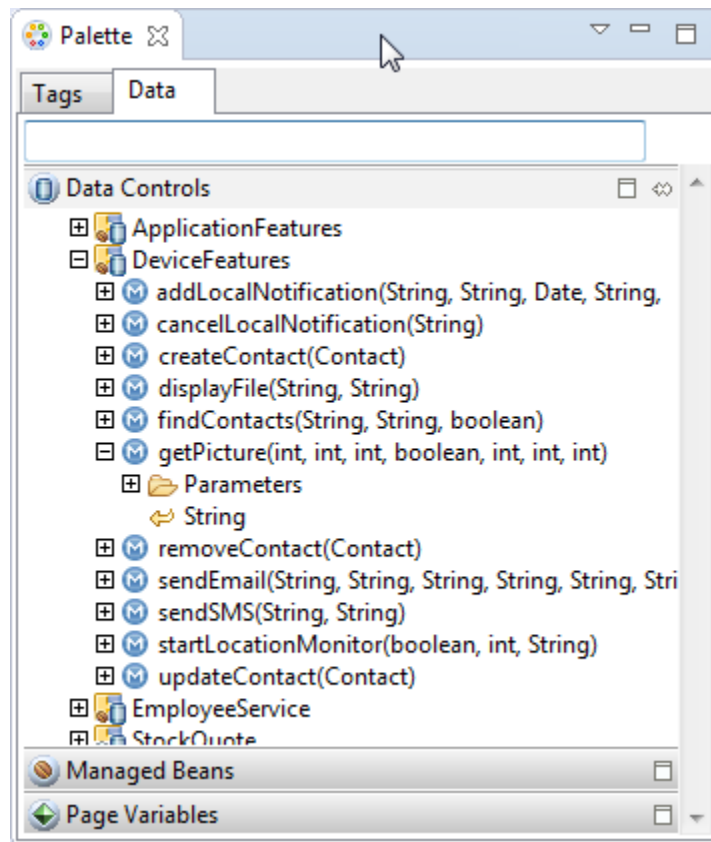 Palette
Tags Data
Data Controls
ApplicationFeatures
DeviceFeatures
addLocalNotification(String, String, Date, String,
cancelLocalNotification(String)
createContact(Contact)
displayFile(String, String)
findContacts(String, String, boolean)
getPicture(int, int, int, boolean, int, int, int)
Parameters
String
removeContact(Contact)
sendEmail(String, String, String, String, String, Stri
sendSMS(String, String)
startLocationMonitor(boolean, int, String)
updateContact(Contact)
EmployeeService
StockQuote
Managed Beans
Page Variables